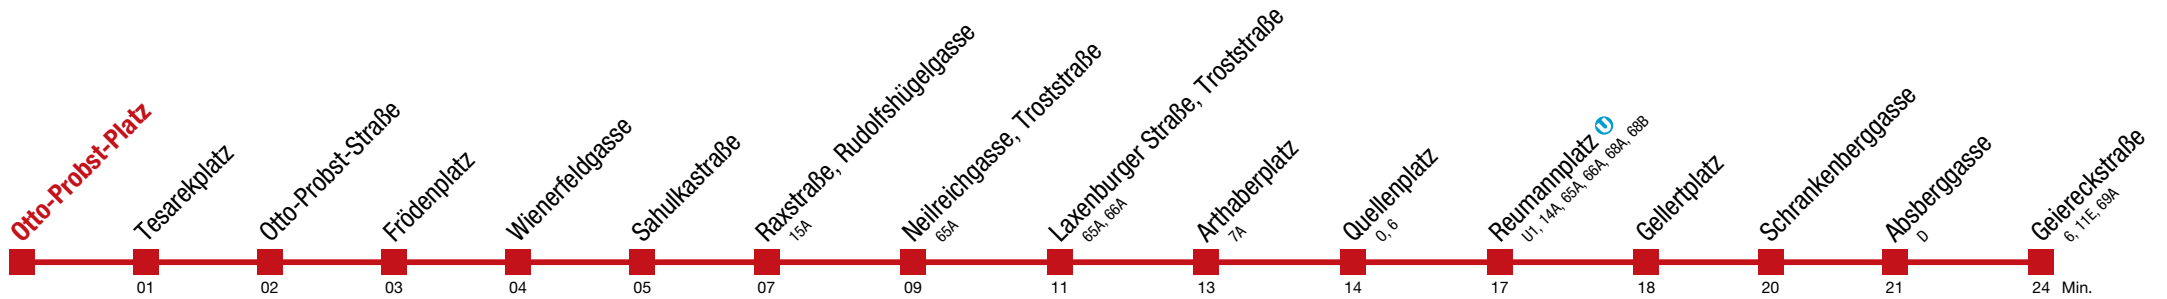 Otto-Probst-Platz
Tesarekplatz
Otto-Probst-Straße
Frödenplatz
Wienerfeldgasse
Sahulkastraße
Raxstraße, Rudolfshügelgasse
15A
Neilreichgasse, Troststraße
65A
Laxenburger Straße, Troststraße
65A, 66A
Arthaberplatz
7A
Quellenplatz
O, 6
Reumannplatz U
U1, 14A, 65A, 66A, 68A, 68B
Gellertplatz
Schrankenberggasse
Absberggasse
D
Geiereckstraße
6, 11E, 69A
01 02 03 04 05 07 09 11 13 14 17 18 20 21 24 Min.